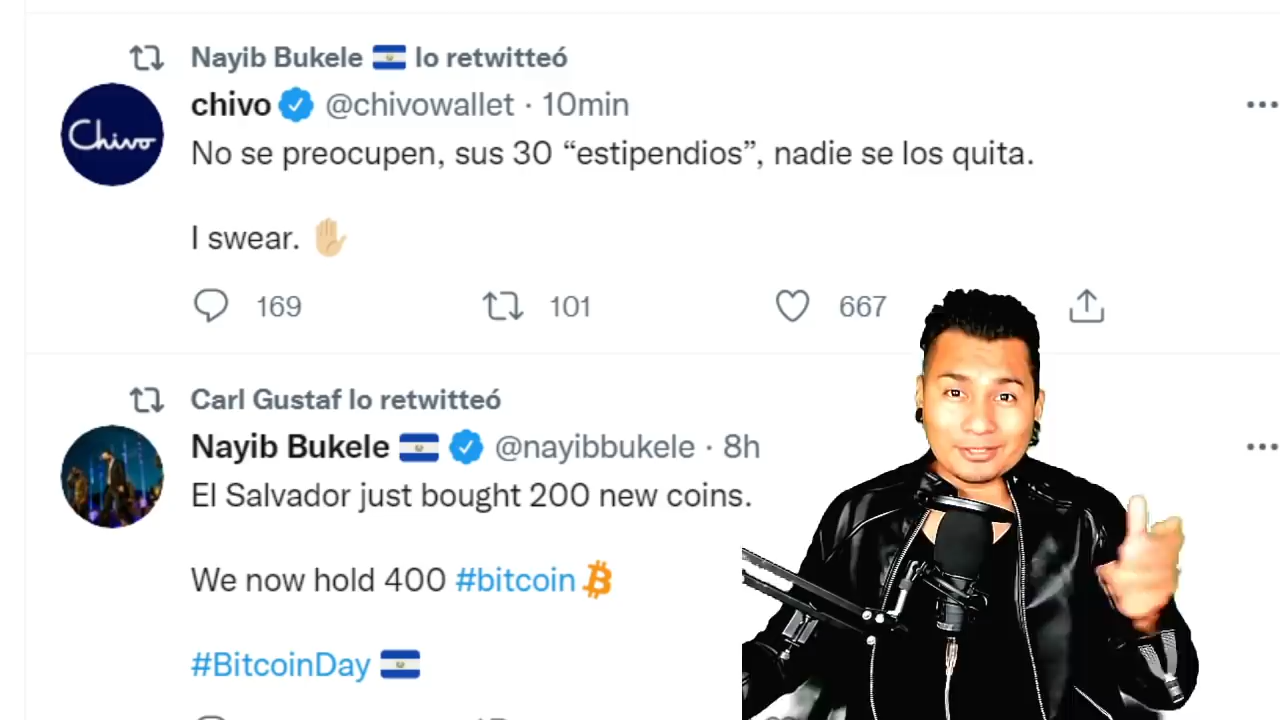 Nayib Bukele 🇸🇻 lo retwitteó
Chivo
chivo @chivowallet · 10min
No se preocupen, sus 30 “estipendios”, nadie se los quita.
I swear. ✋🏼
169 101 667
Carl Gustaf lo retwitteó
Nayib Bukele 🇸🇻 @nayibbukele · 8h
El Salvador just bought 200 new coins.
We now hold 400 #bitcoin
#BitcoinDay 🇸🇻